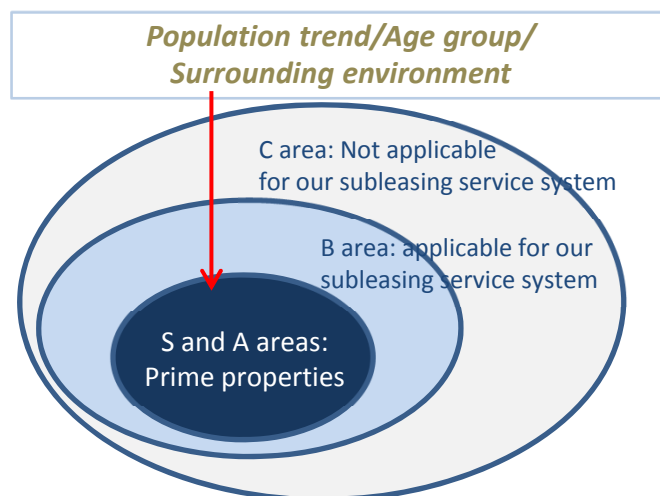 Population trend/Age group/
Surrounding environment
C area: Not applicable
for our subleasing service system
B area: applicable for our
subleasing service system
S and A areas:
Prime properties